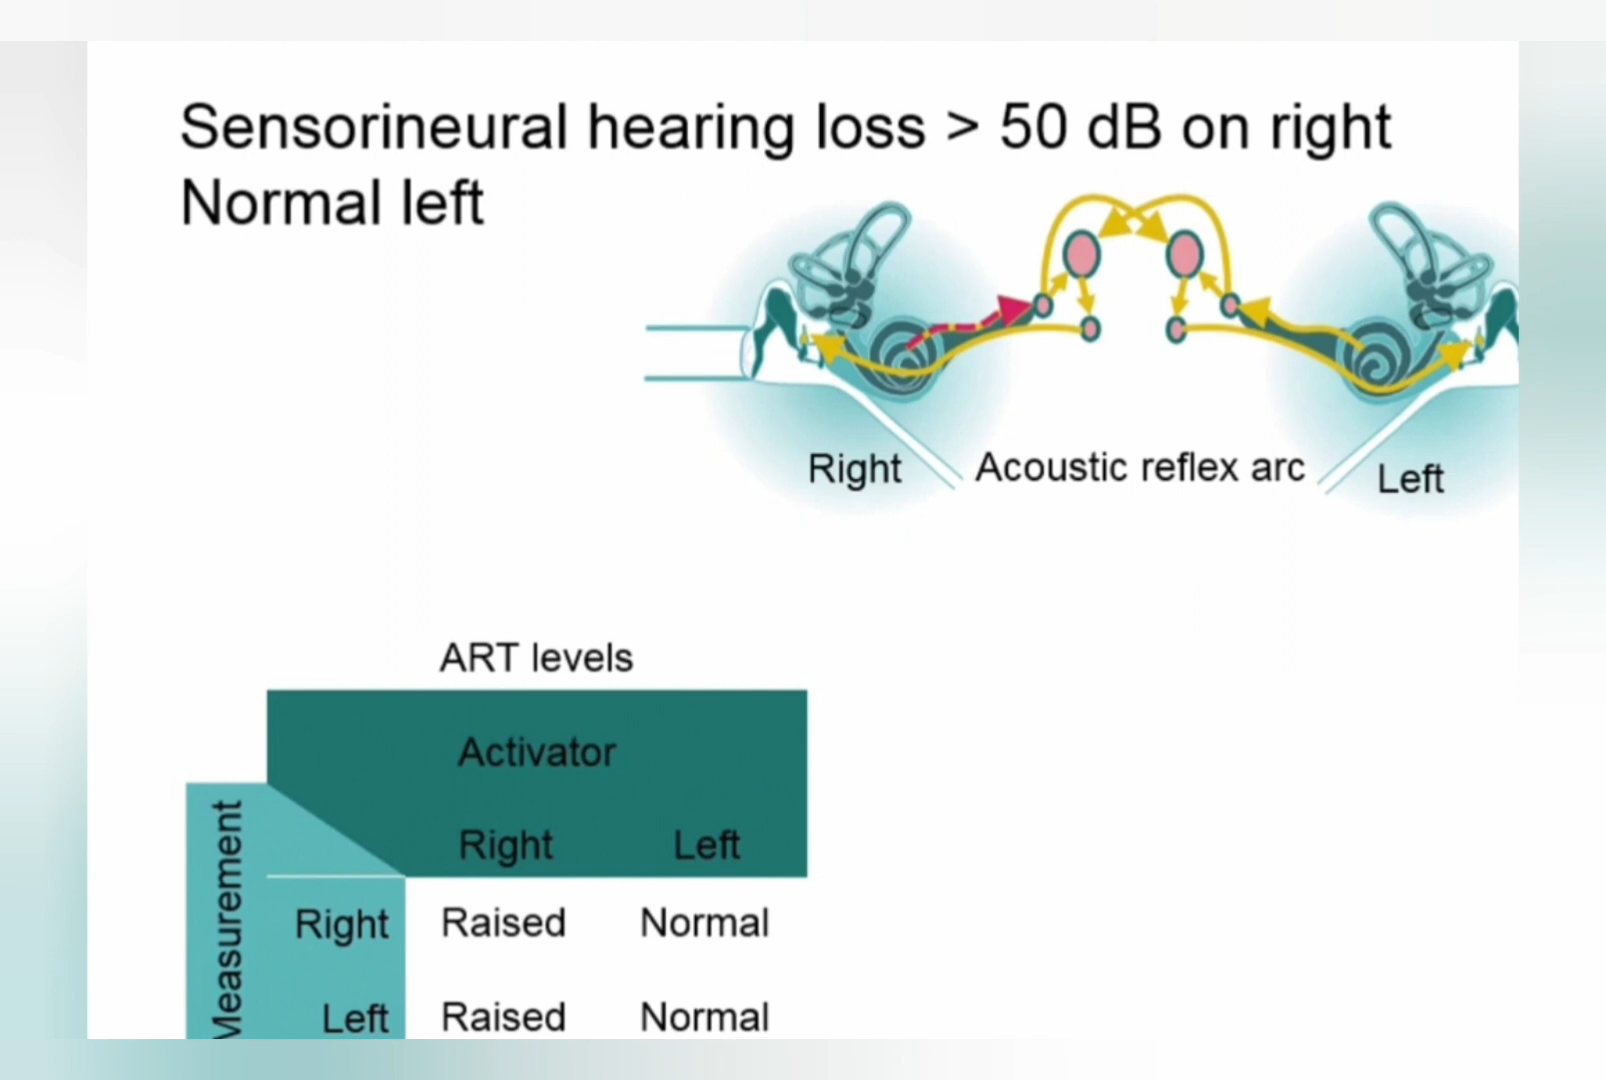 Sensorineural hearing loss > 50 dB on right
Normal left
Right
Acoustic reflex arc
Left
ART levels
Activator
Right Left
Measurement
Right Raised Normal
Left Raised Normal